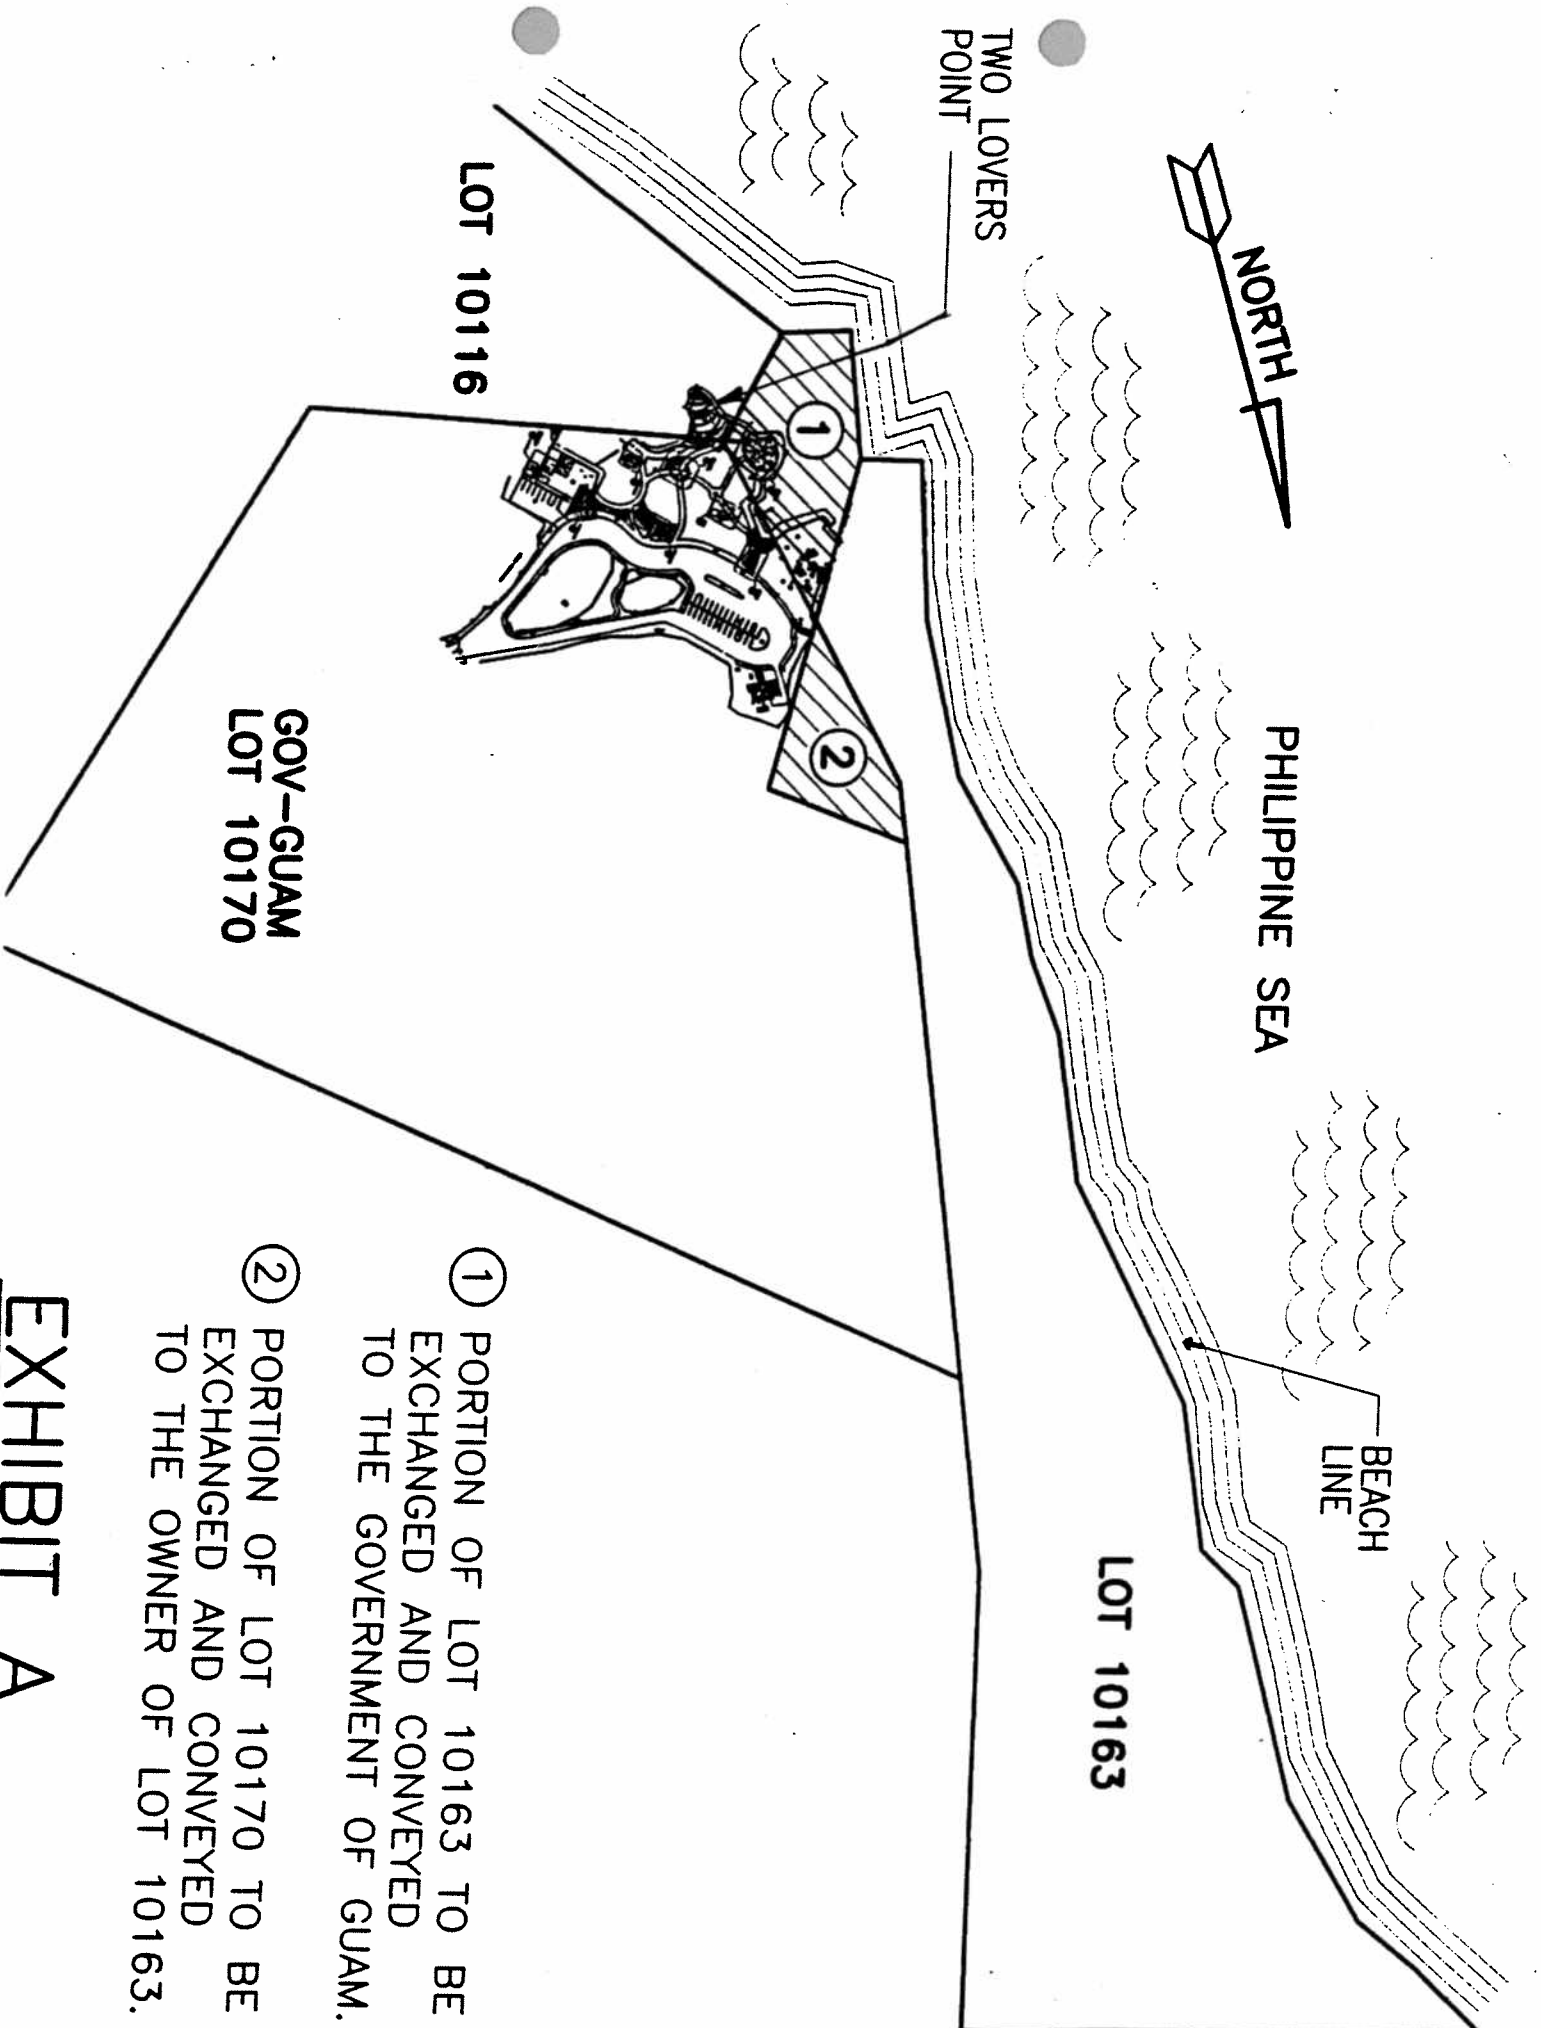 TWO LOVERS
POINT
NORTH
PHILIPPINE SEA
BEACH
LINE
LOT 10163
LOT 10116
1
2
GOV-GUAM
LOT 10170
1 PORTION OF LOT 10163 TO BE
EXCHANGED AND CONVEYED
TO THE GOVERNMENT OF GUAM.
2 PORTION OF LOT 10170 TO BE
EXCHANGED AND CONVEYED
TO THE OWNER OF LOT 10163.
EXHIBIT A